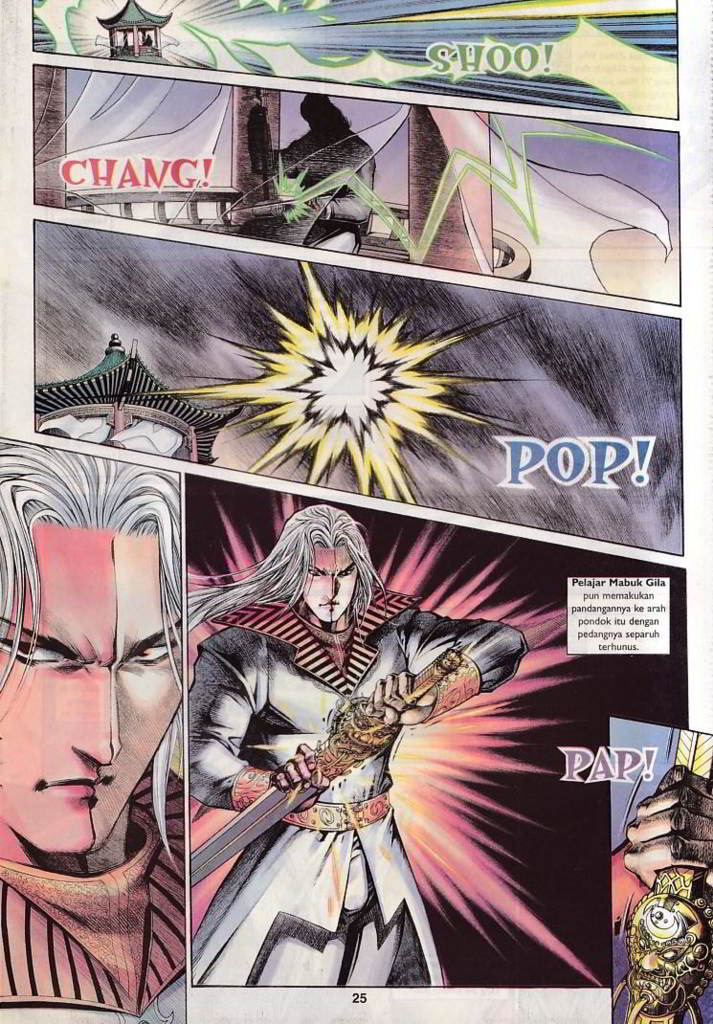 SHOO!
CHANG!
POP!
Pelajar Mabuk Gila
pun memakukan
pandangannya ke arah
pondok itu dengan
pedangnya separuh
terhunus.
PAP!
25